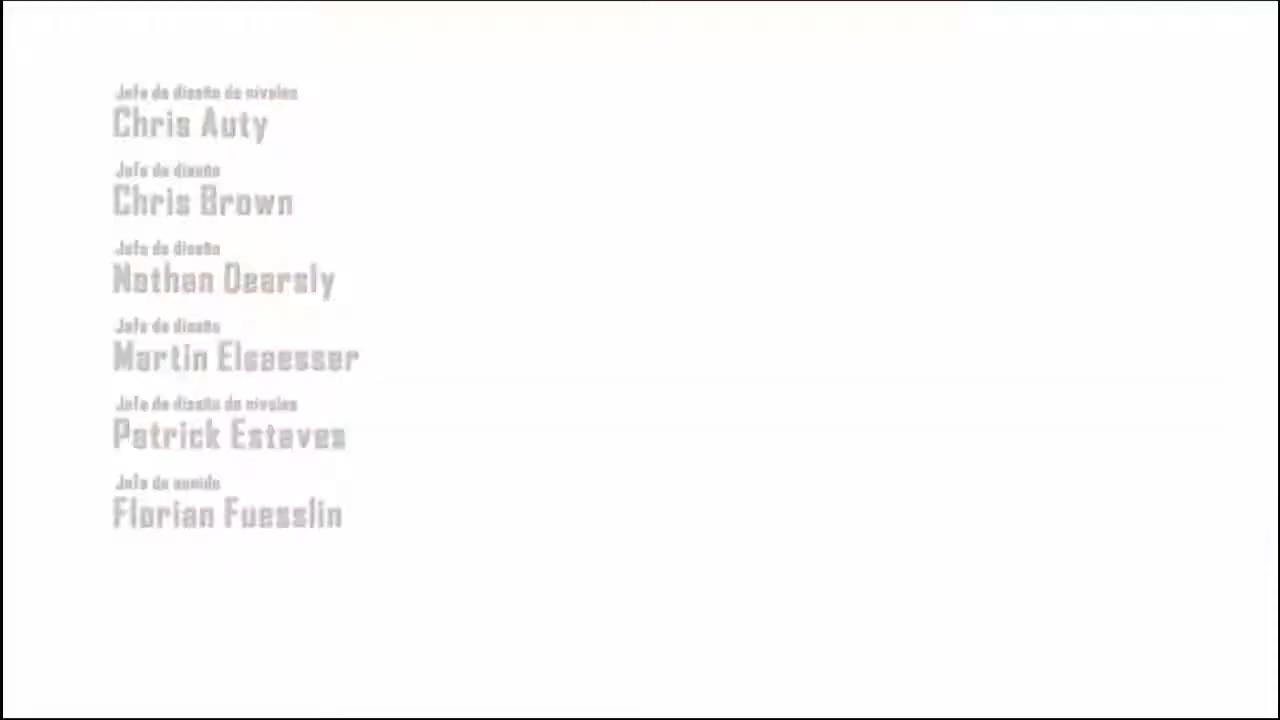 Jefe de diseño de niveles
Chris Auty
Jefe de diseño
Chris Brown
Jefe de diseño
Nathan Dearsly
Jefe de diseño
Martin Elsaesser
Jefe de diseño de niveles
Patrick Esteves
Jefe de sonido
Florian Fuesslin